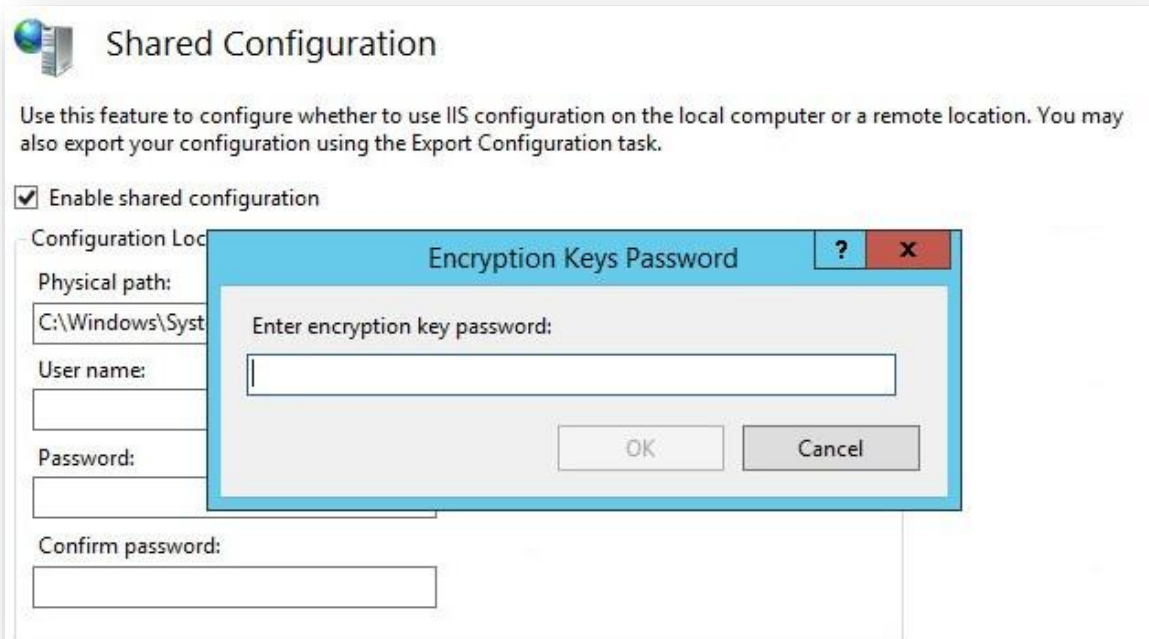 Shared Configuration
Use this feature to configure whether to use IIS configuration on the local computer or a remote location. You may
also export your configuration using the Export Configuration task.
Enable shared configuration
Configuration Loc
Encryption Keys Password
?
x
Physical path:
C:\Windows\Syst
Enter encryption key password:
User name:
OK
Cancel
Password:
Confirm password: